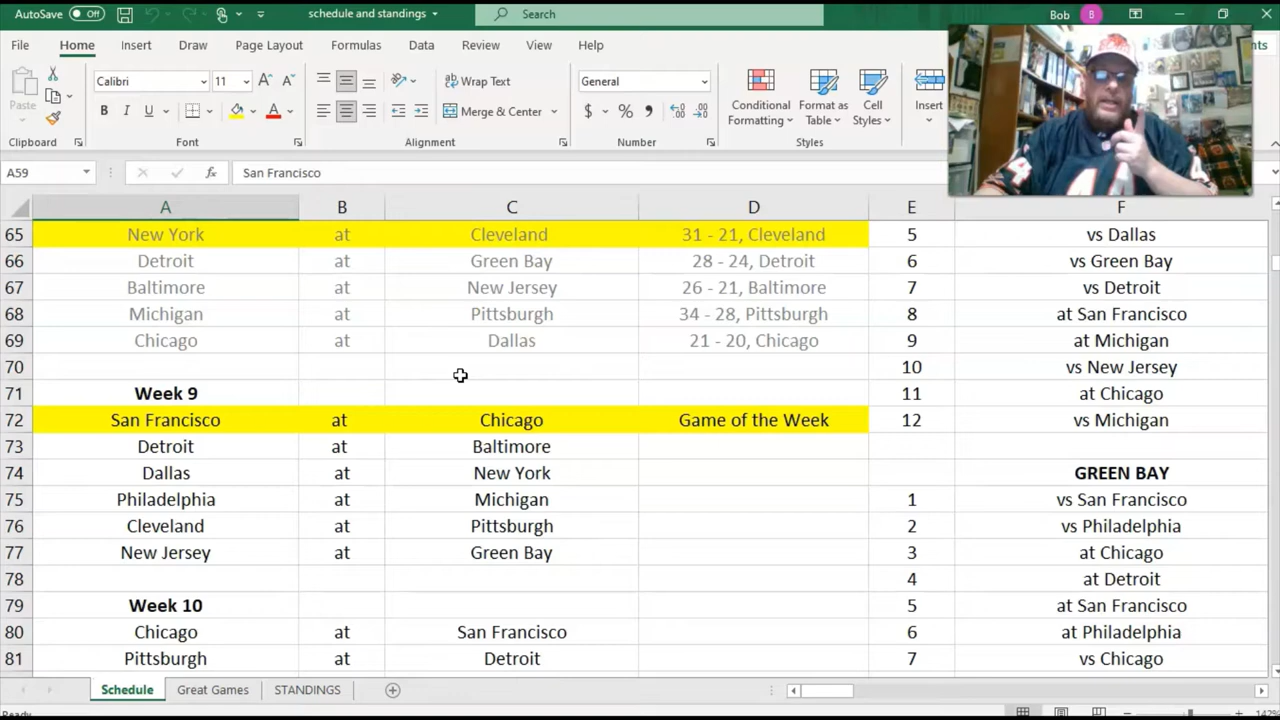 AutoSave Off schedule and standings Search Bob B
File Home Insert Draw Page Layout Formulas Data Review View Help
Paste Calibri 11 A A Wrap Text General Conditional Formatting Format as Table Cell Styles Insert
B I U A Merge & Center $ % 9
Clipboard Font Alignment Number Styles
A59 fx San Francisco
A B C D E F
65 New York at Cleveland 31 - 21, Cleveland 5 vs Dallas
66 Detroit at Green Bay 28 - 24, Detroit 6 vs Green Bay
67 Baltimore at New Jersey 26 - 21, Baltimore 7 vs Detroit
68 Michigan at Pittsburgh 34 - 28, Pittsburgh 8 at San Francisco
69 Chicago at Dallas 21 - 20, Chicago 9 at Michigan
70 10 vs New Jersey
71 Week 9 11 at Chicago
72 San Francisco at Chicago Game of the Week 12 vs Michigan
73 Detroit at Baltimore
74 Dallas at New York GREEN BAY
75 Philadelphia at Michigan 1 vs San Francisco
76 Cleveland at Pittsburgh 2 vs Philadelphia
77 New Jersey at Green Bay 3 at Chicago
78 4 at Detroit
79 Week 10 5 at San Francisco
80 Chicago at San Francisco 6 at Philadelphia
81 Pittsburgh at Detroit 7 vs Chicago
Schedule Great Games STANDINGS